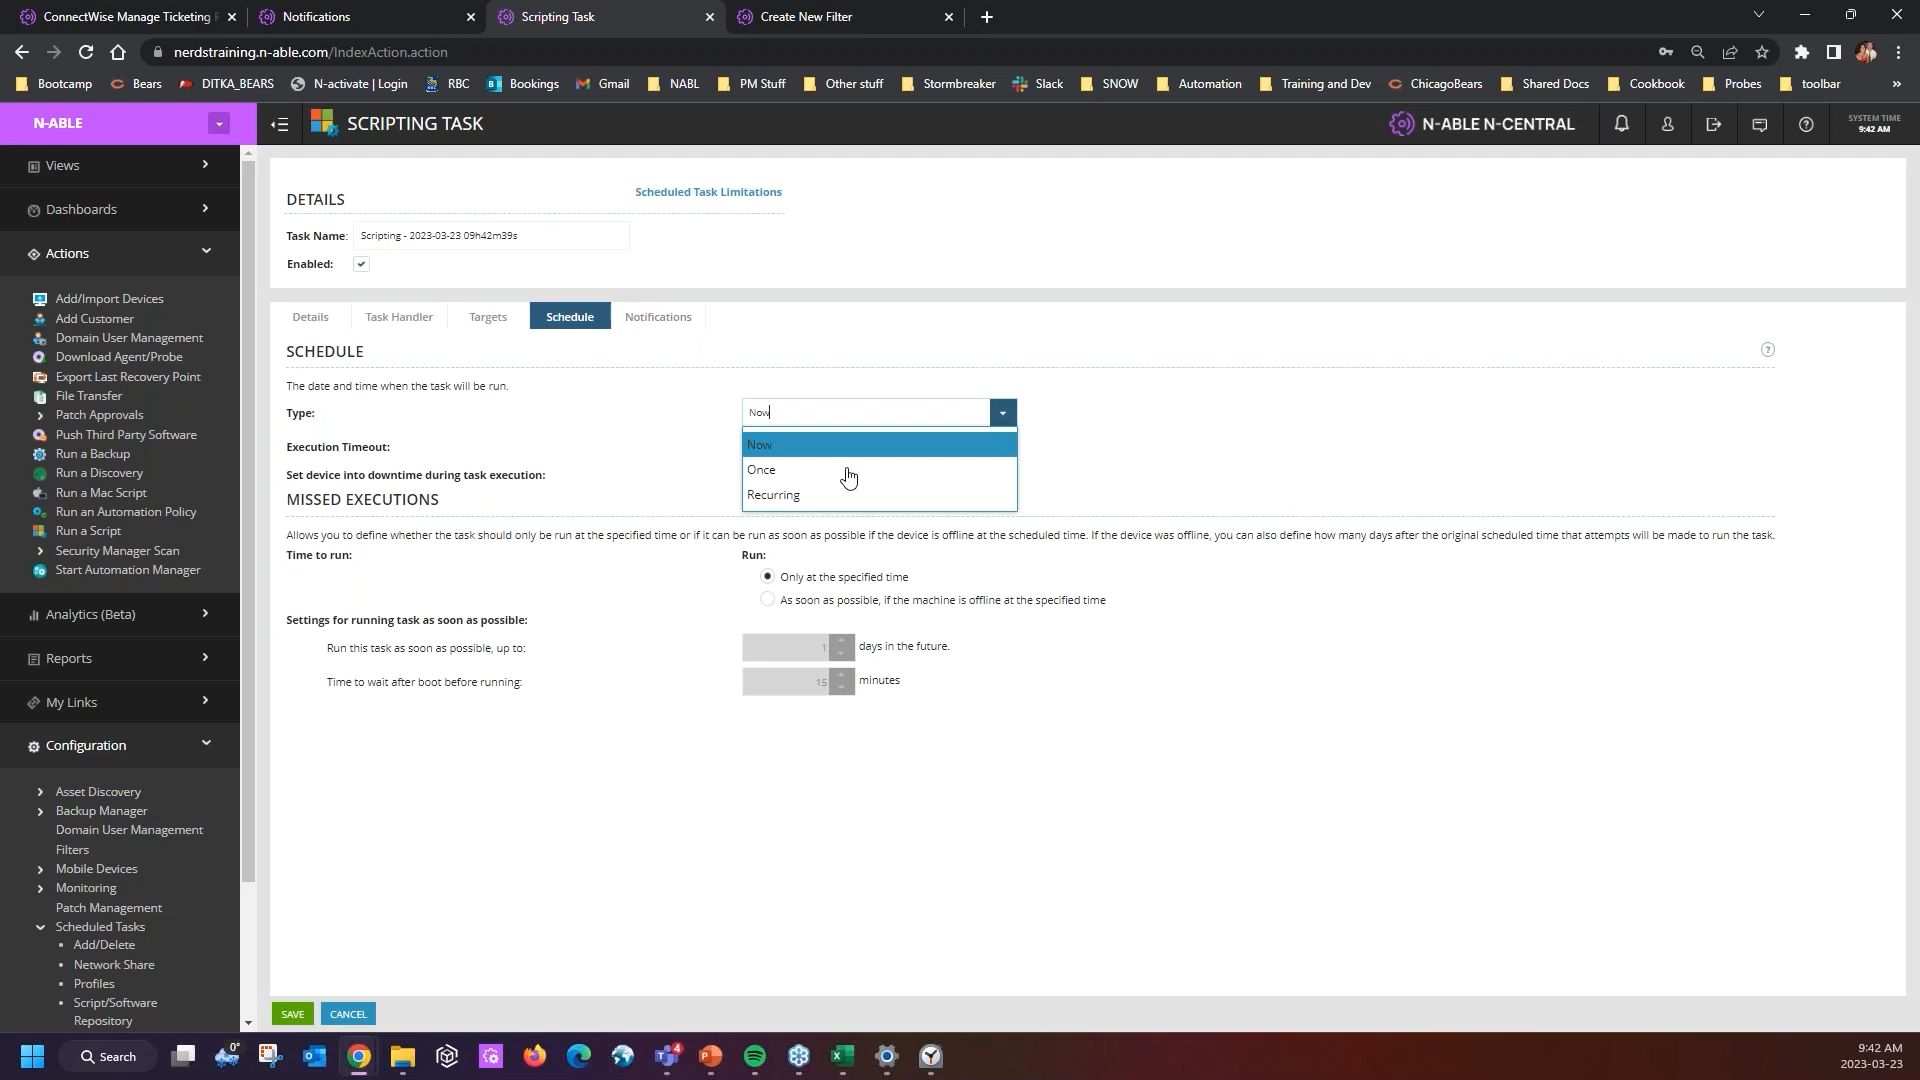 ConnectWise Manage Ticketing
Notifications
Scripting Task
Create New Filter
nerdstraining.n-able.com/IndexAction.action
Bootcamp
Bears
DITKA_BEARS
N-activate | Login
RBC
Bookings
Gmail
NABL
PM Stuff
Other stuff
Stormbreaker
Slack
SNOW
Automation
Training and Dev
ChicagoBears
Shared Docs
Cookbook
Probes
toolbar
»
N-ABLE
SCRIPTING TASK
N-ABLE N-CENTRAL
SYSTEM TIME
9:42 AM
Views
Dashboards
Actions
Add/Import Devices
Add Customer
Domain User Management
Download Agent/Probe
Export Last Recovery Point
File Transfer
Patch Approvals
Push Third Party Software
Run a Backup
Run a Discovery
Run a Mac Script
Run an Automation Policy
Run a Script
Security Manager Scan
Start Automation Manager
Analytics (Beta)
Reports
My Links
Configuration
Asset Discovery
Backup Manager
Domain User Management
Filters
Mobile Devices
Monitoring
Patch Management
Scheduled Tasks
• Add/Delete
• Network Share
• Profiles
• Script/Software
Repository
DETAILS
Scheduled Task Limitations
Task Name: Scripting - 2023-03-23 09h42m39s
Enabled:
Details
Task Handler
Targets
Schedule
Notifications
SCHEDULE
?
The date and time when the task will be run.
Type:
Now
Now
Once
Recurring
Execution Timeout:
Set device into downtime during task execution:
MISSED EXECUTIONS
Allows you to define whether the task should only be run at the specified time or if it can be run as soon as possible if the device is offline at the scheduled time. If the device was offline, you can also define how many days after the original scheduled time that attempts will be made to run the task.
Time to run:
Run:
Only at the specified time
As soon as possible, if the machine is offline at the specified time
Settings for running task as soon as possible:
Run this task as soon as possible, up to:
1 days in the future.
Time to wait after boot before running:
15 minutes
SAVE
CANCEL
Search
0°
4
9:42 AM
2023-03-23